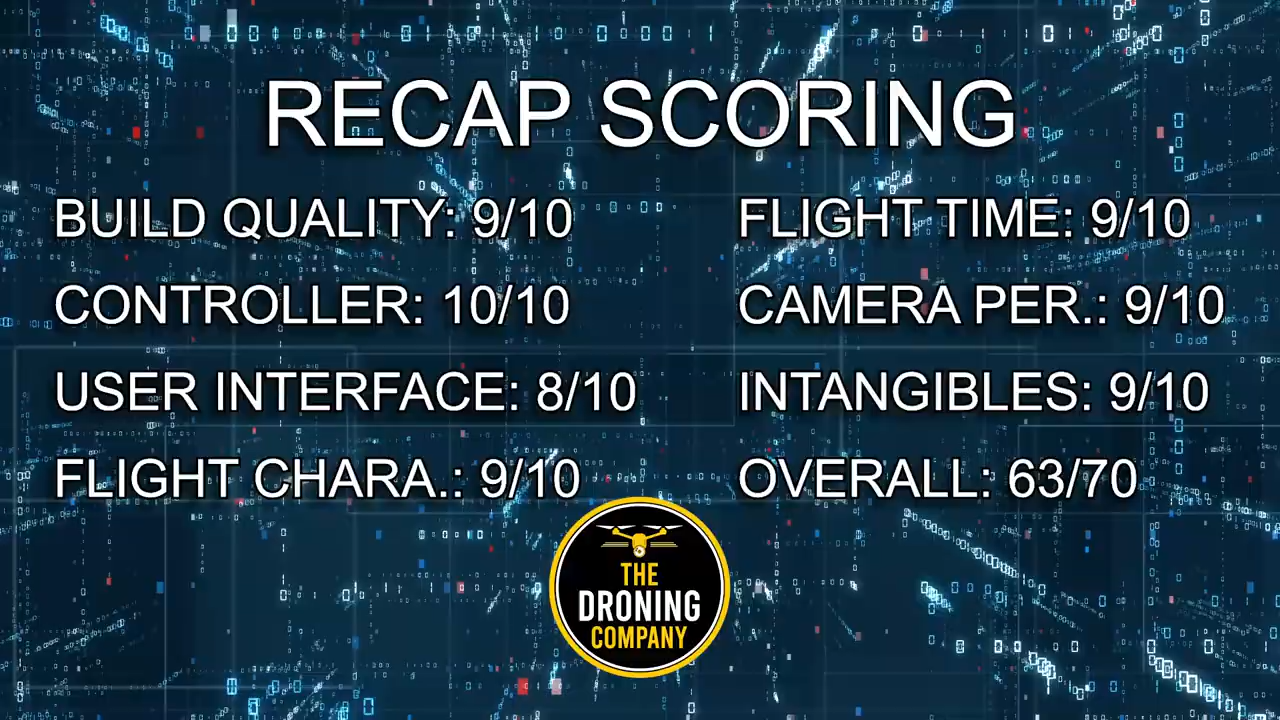 RECAP SCORING
BUILD QUALITY: 9/10
CONTROLLER: 10/10
USER INTERFACE: 8/10
FLIGHT CHARA.: 9/10
FLIGHT TIME: 9/10
CAMERA PER.: 9/10
INTANGIBLES: 9/10
OVERALL: 63/70
THE
DRONING
COMPANY